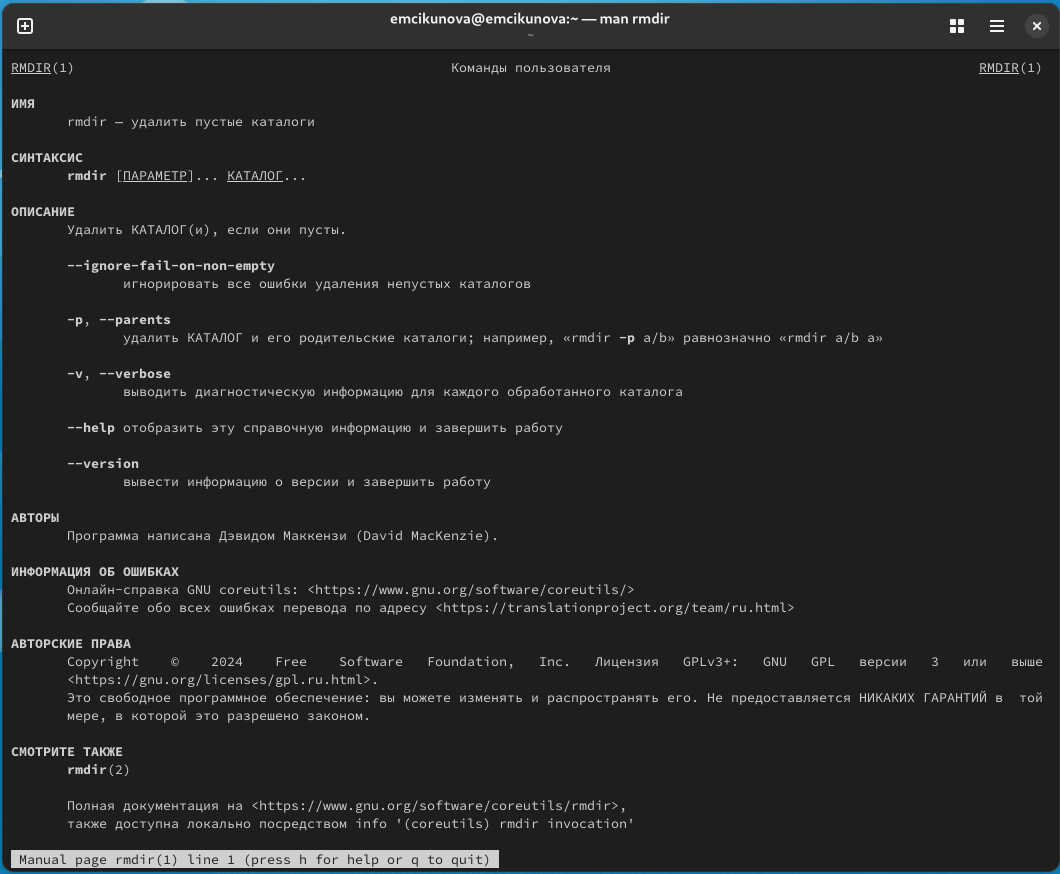 emcikunova@emcikunova:~ — man rmdir
~
RMDIR(1) Команды пользователя RMDIR(1)
ИМЯ
rmdir — удалить пустые каталоги
СИНТАКСИС
rmdir [ПАРАМЕТР]... КАТАЛОГ...
ОПИСАНИЕ
Удалить КАТАЛОГ(и), если они пусты.
--ignore-fail-on-non-empty
игнорировать все ошибки удаления непустых каталогов
-p, --parents
удалить КАТАЛОГ и его родительские каталоги; например, «rmdir -p a/b» равнозначно «rmdir a/b a»
-v, --verbose
выводить диагностическую информацию для каждого обработанного каталога
--help отобразить эту справочную информацию и завершить работу
--version
вывести информацию о версии и завершить работу
АВТОРЫ
Программа написана Дэвидом Маккензи (David MacKenzie).
ИНФОРМАЦИЯ ОБ ОШИБКАХ
Онлайн-справка GNU coreutils: <https://www.gnu.org/software/coreutils/>
Сообщайте обо всех ошибках перевода по адресу <https://translationproject.org/team/ru.html>
АВТОРСКИЕ ПРАВА
Copyright © 2024 Free Software Foundation, Inc. Лицензия GPLv3+: GNU GPL версии 3 или выше
<https://gnu.org/licenses/gpl.ru.html>.
Это свободное программное обеспечение: вы можете изменять и распространять его. Не предоставляется НИКАКИХ ГАРАНТИЙ в той
мере, в которой это разрешено законом.
СМОТРИТЕ ТАКЖЕ
rmdir(2)
Полная документация на <https://www.gnu.org/software/coreutils/rmdir>,
также доступна локально посредством info '(coreutils) rmdir invocation'
Manual page rmdir(1) line 1 (press h for help or q to quit)